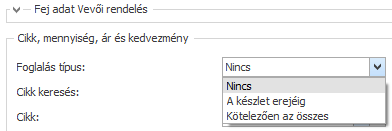 Fej adat Vevői rendelés
Cikk, mennyiség, ár és kedvezmény
Foglalás típus: Nincs
Nincs
Cikk keresés:
A készlet erejéig
Kötelezően az összes
Cikk: